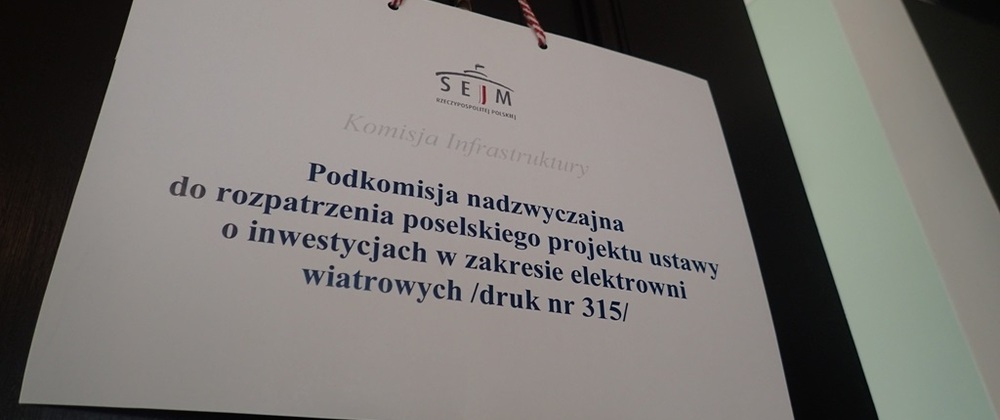 SEJM
RZECZYPOSPOLITEJ POLSKIEJ
Komisja Infrastruktury
Podkomisja nadzwyczajna
do rozpatrzenia poselskiego projektu ustawy
o inwestycjach w zakresie elektrowni
wiatrowych /druk nr 315/